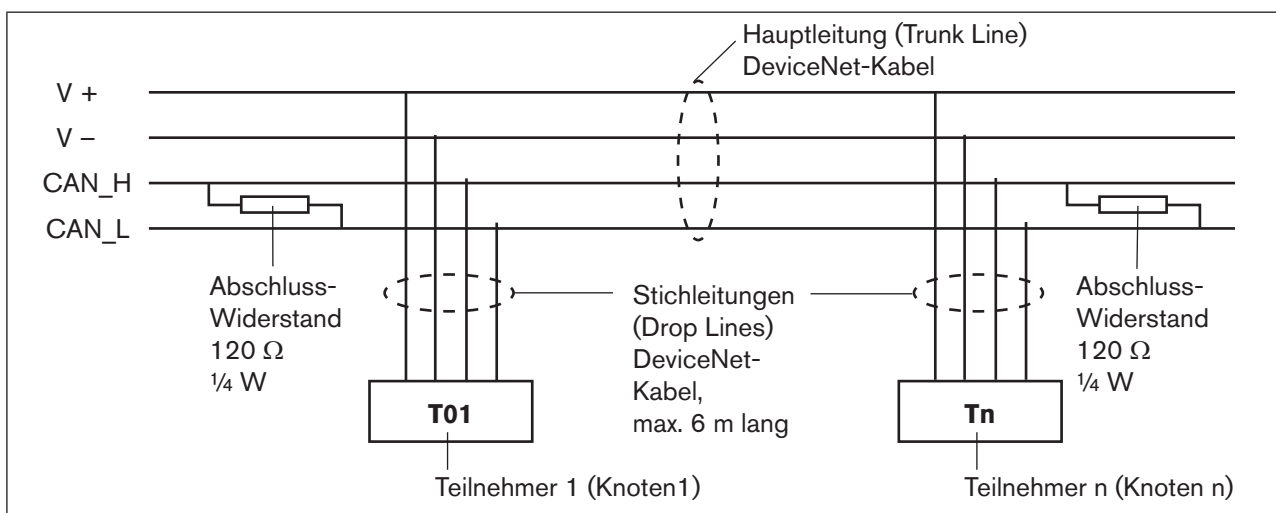 Hauptleitung (Trunk Line)
DeviceNet-Kabel
V +
V –
CAN_H
CAN_L
Abschluss-
Widerstand
120 Ω
¼ W
Stichleitungen
(Drop Lines)
DeviceNet-
Kabel,
max. 6 m lang
Abschluss-
Widerstand
120 Ω
¼ W
T01
Tn
Teilnehmer 1 (Knoten1)
Teilnehmer n (Knoten n)